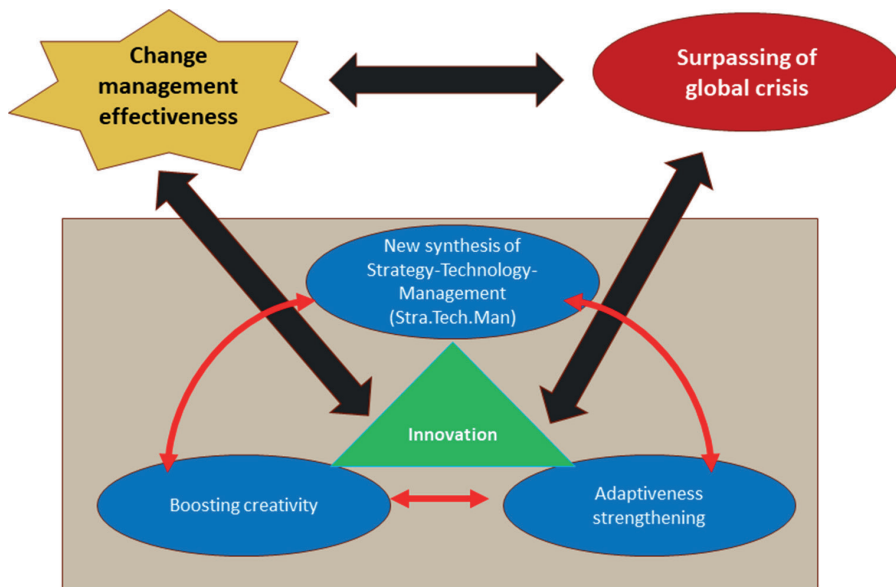 Change
management
effectiveness
Surpassing of
global crisis
New synthesis of
Strategy-Technology-
Management
(Stra.Tech.Man)
Innovation
Boosting creativity
Adaptiveness
strengthening